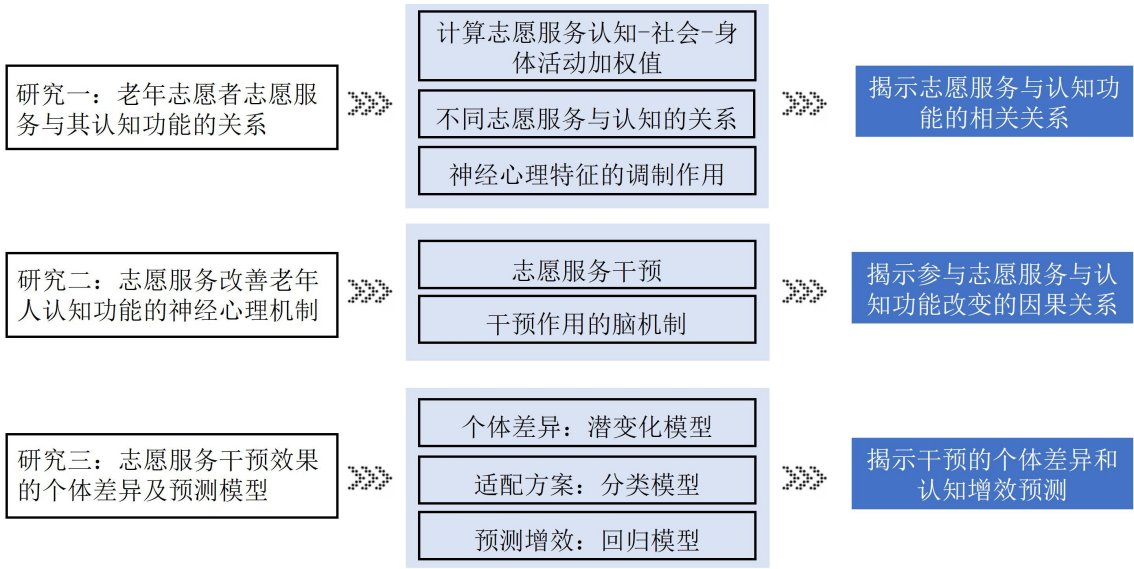 研究一：老年志愿者志愿服
务与其认知功能的关系
计算志愿服务认知-社会-身
体活动加权值
不同志愿服务与认知的关系
神经心理特征的调制作用
揭示志愿服务与认知功
能的相关关系
研究二：志愿服务改善老年
人认知功能的神经心理机制
志愿服务干预
干预作用的脑机制
揭示参与志愿服务与认
知功能改变的因果关系
研究三：志愿服务干预效果
的个体差异及预测模型
个体差异：潜变化模型
适配方案：分类模型
预测增效：回归模型
揭示干预的个体差异和
认知增效预测